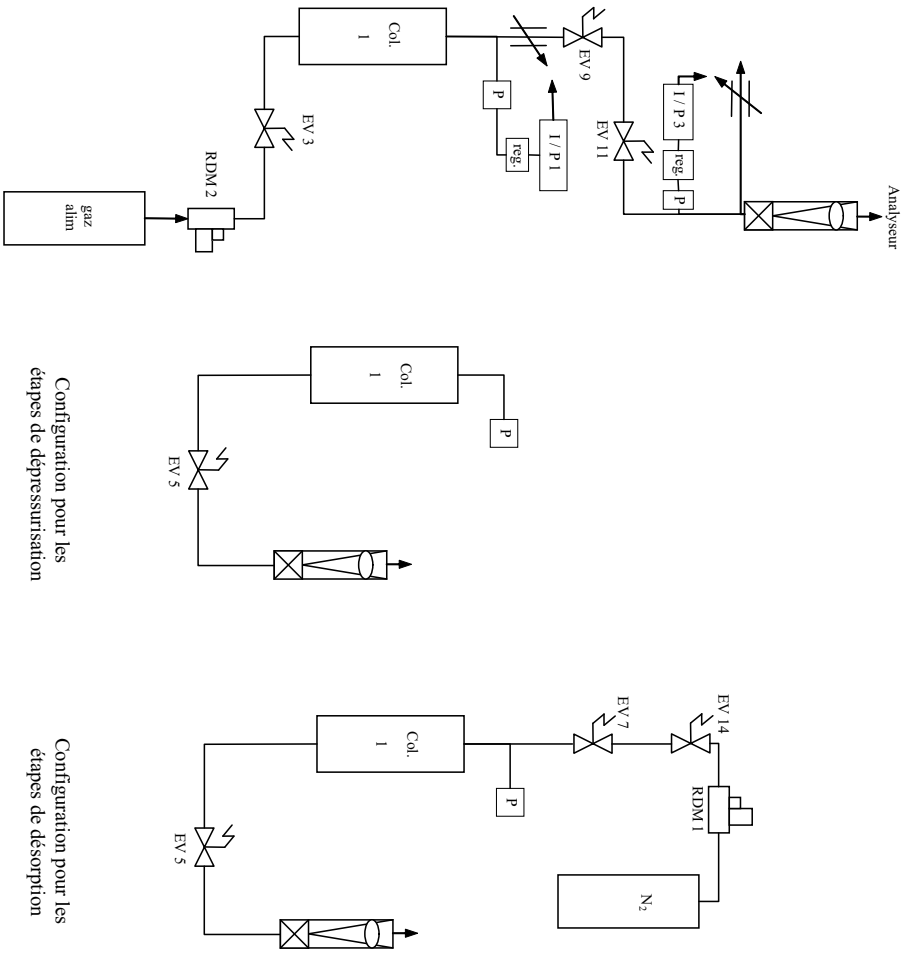 Analyseur
EV 9
EV 11
I / P 3
reg.
P
Col.
1
P
reg.
I / P 1
EV 3
RDM 2
gaz
alim
Col.
1
P
EV 5
Configuration pour les
étapes de dépressurisation
EV 14
EV 7
RDM 1
N₂
Col.
1
P
EV 5
Configuration pour les
étapes de désorption